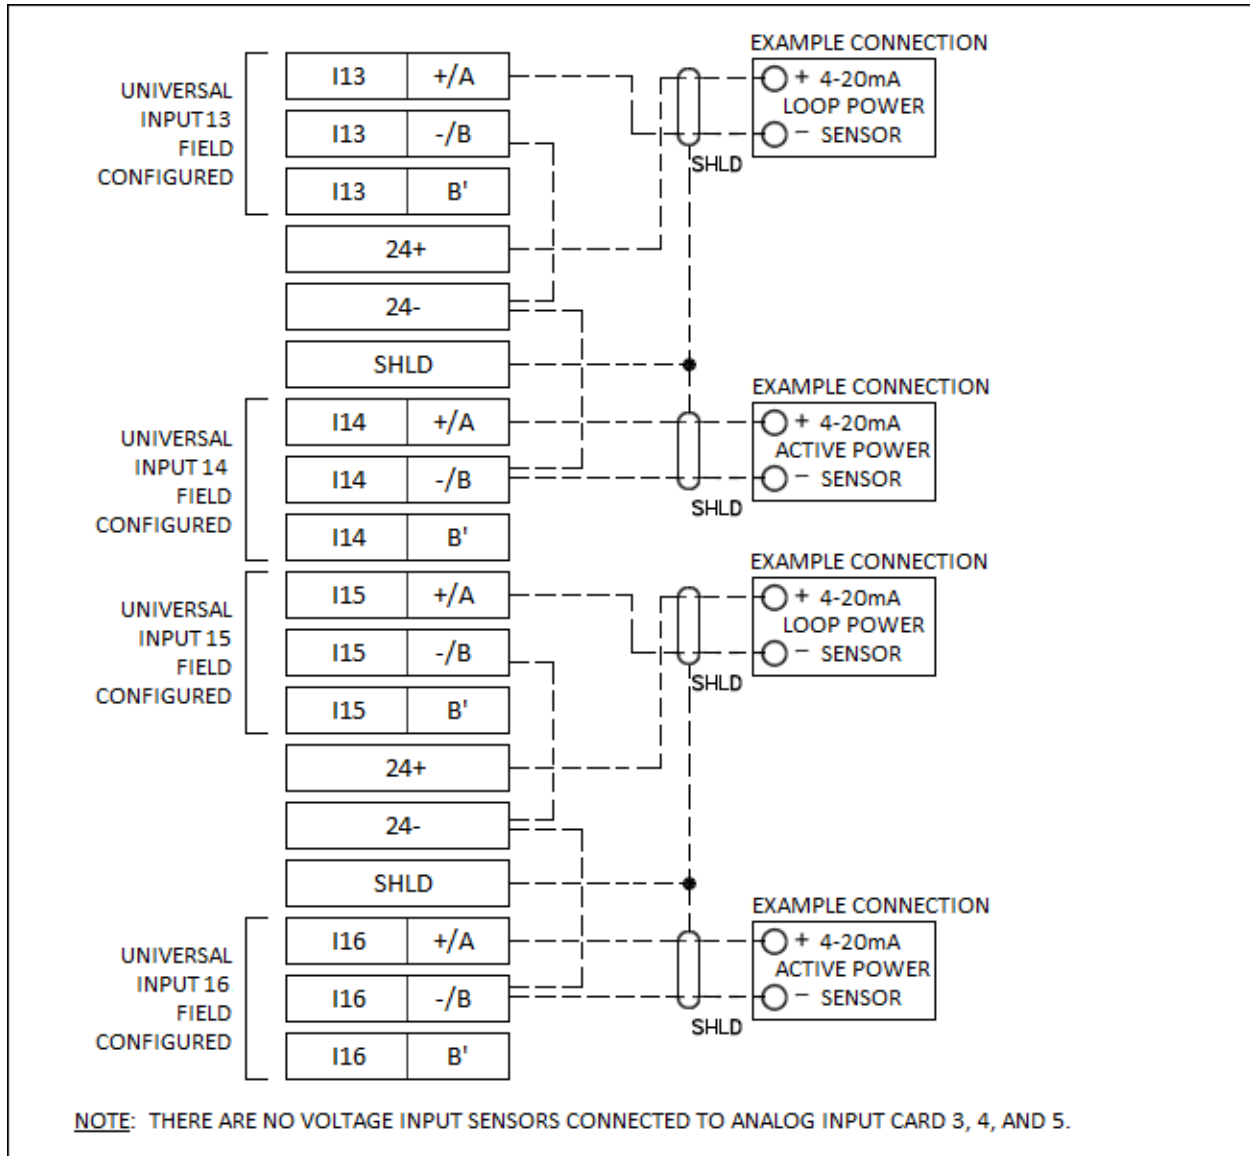 EXAMPLE CONNECTION
UNIVERSAL
INPUT 13
FIELD
CONFIGURED
I13 +/A
I13 -/B
I13 B'
+ 4-20mA
LOOP POWER
− SENSOR
SHLD
24+
24-
SHLD
EXAMPLE CONNECTION
UNIVERSAL
INPUT 14
FIELD
CONFIGURED
I14 +/A
I14 -/B
I14 B'
+ 4-20mA
ACTIVE POWER
− SENSOR
SHLD
EXAMPLE CONNECTION
UNIVERSAL
INPUT 15
FIELD
CONFIGURED
I15 +/A
I15 -/B
I15 B'
+ 4-20mA
LOOP POWER
− SENSOR
SHLD
24+
24-
SHLD
EXAMPLE CONNECTION
UNIVERSAL
INPUT 16
FIELD
CONFIGURED
I16 +/A
I16 -/B
I16 B'
+ 4-20mA
ACTIVE POWER
− SENSOR
SHLD
NOTE: THERE ARE NO VOLTAGE INPUT SENSORS CONNECTED TO ANALOG INPUT CARD 3, 4, AND 5.